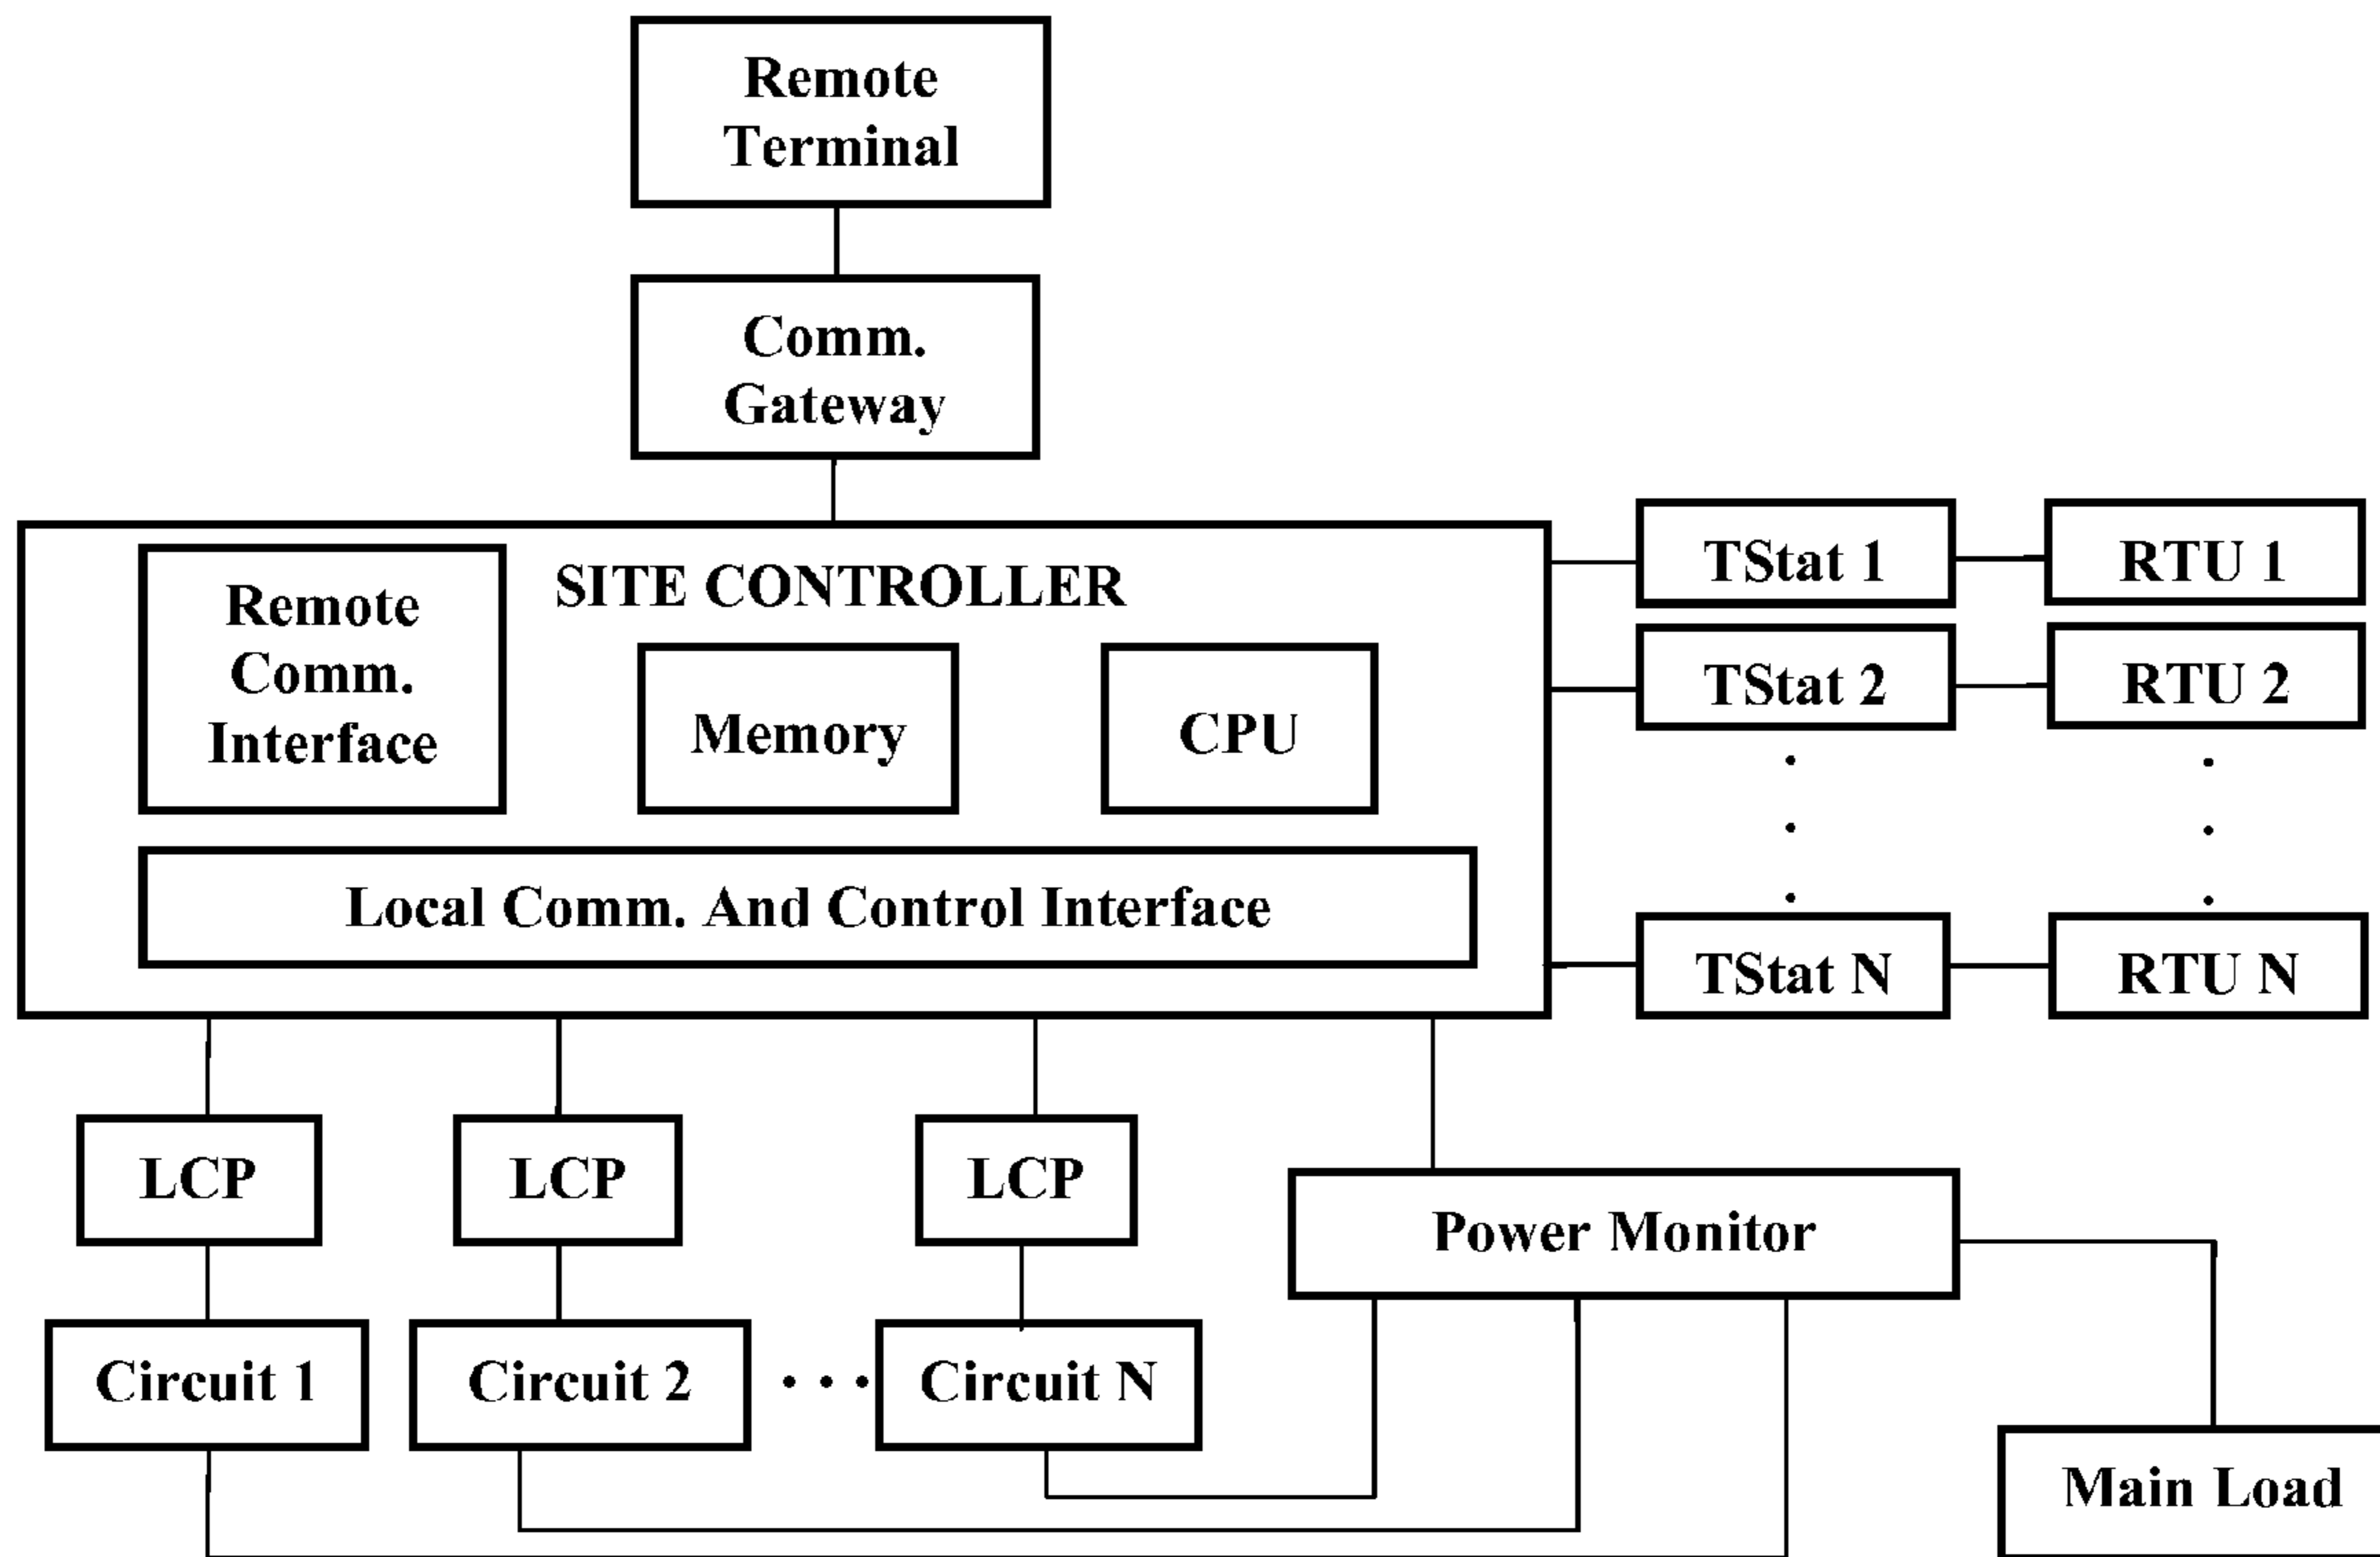 Remote
Terminal
Comm.
Gateway
SITE CONTROLLER
Remote
Comm.
Interface
Memory
CPU
Local Comm. And Control Interface
TStat 1
RTU 1
TStat 2
RTU 2
TStat N
RTU N
LCP
LCP
LCP
Power Monitor
Circuit 1
Circuit 2
Circuit N
Main Load